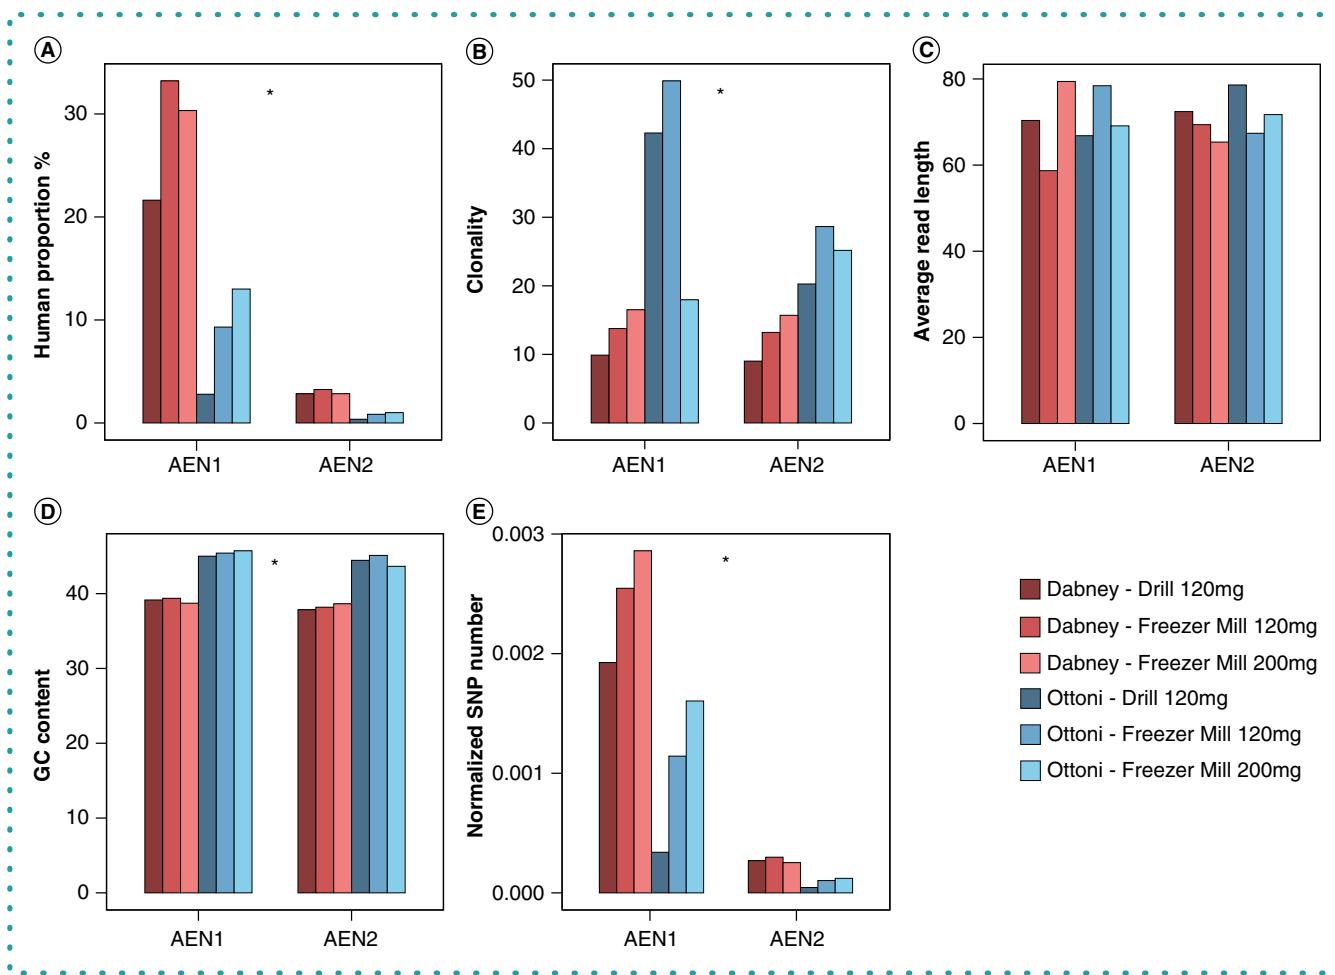 A
Human proportion %
30
20
10
0
*
AEN1
AEN2
B
Clonality
50
40
30
20
10
0
*
AEN1
AEN2
C
Average read length
80
60
40
20
0
AEN1
AEN2
D
GC content
40
30
20
10
0
*
AEN1
AEN2
E
Normalized SNP number
0.003
0.002
0.001
0.000
*
AEN1
AEN2
Dabney - Drill 120mg
Dabney - Freezer Mill 120mg
Dabney - Freezer Mill 200mg
Ottoni - Drill 120mg
Ottoni - Freezer Mill 120mg
Ottoni - Freezer Mill 200mg